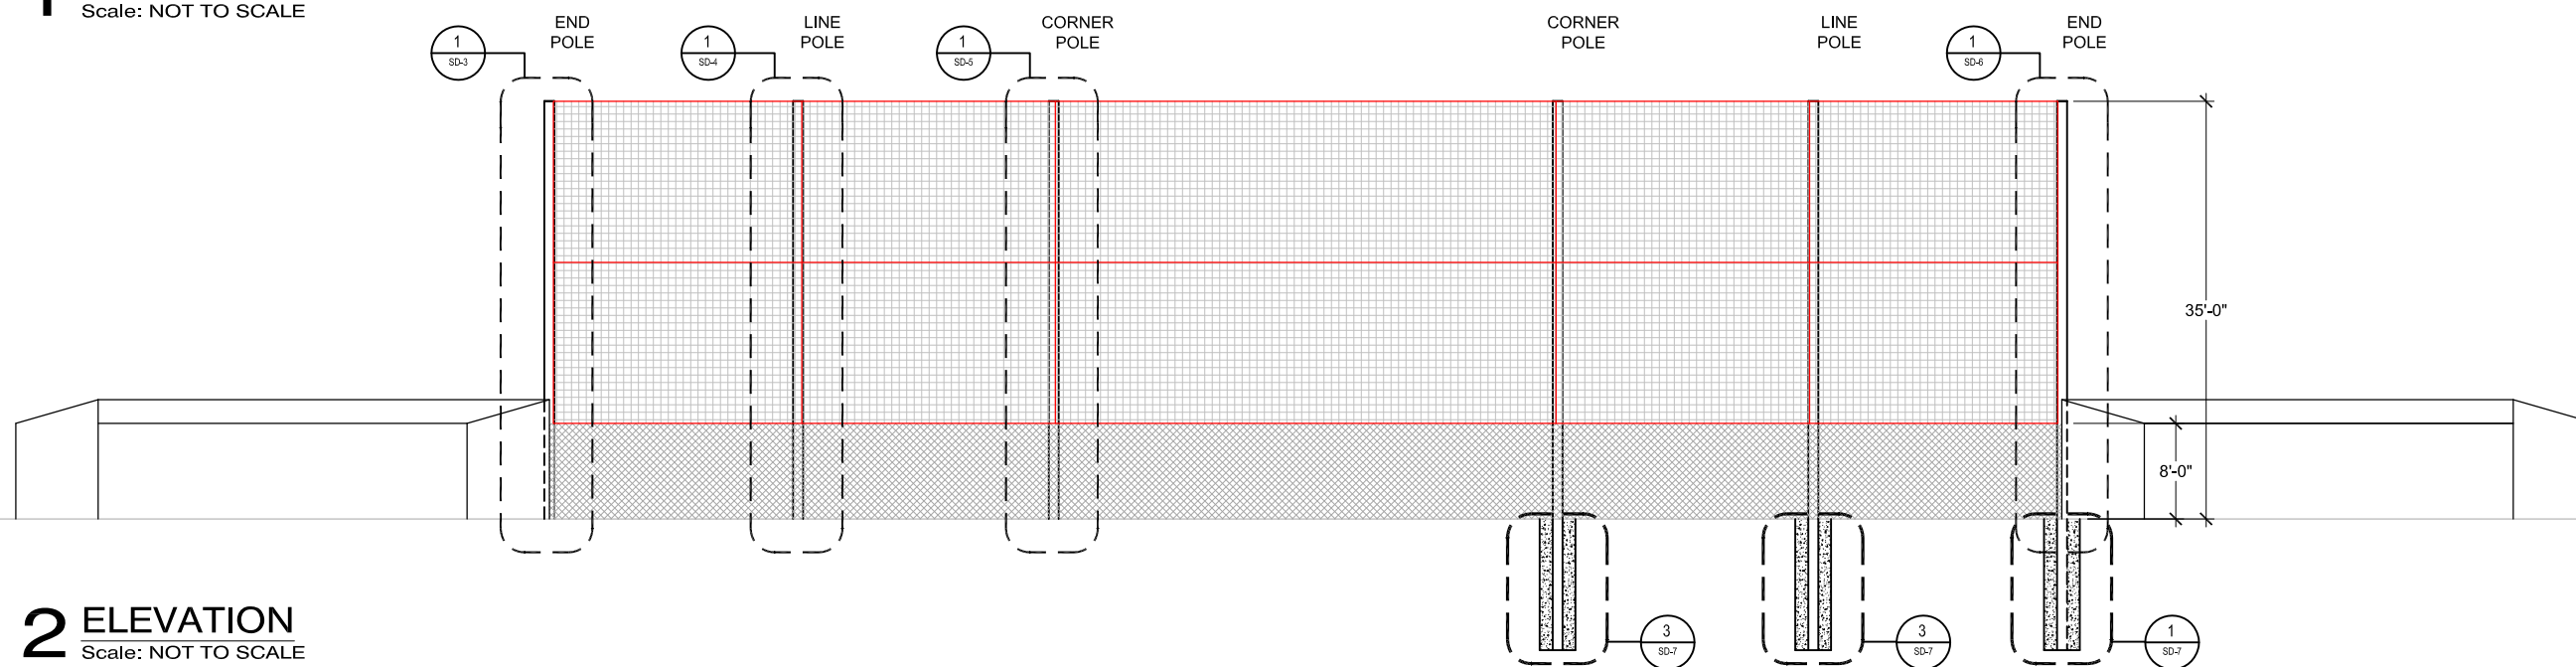 1
Scale: NOT TO SCALE
END
POLE
LINE
POLE
CORNER
POLE
CORNER
POLE
LINE
POLE
END
POLE
1
SD-3
1
SD-4
1
SD-5
1
SD-6
35'-0"
8'-0"
3
SD-7
3
SD-7
1
SD-7
2 ELEVATION
Scale: NOT TO SCALE